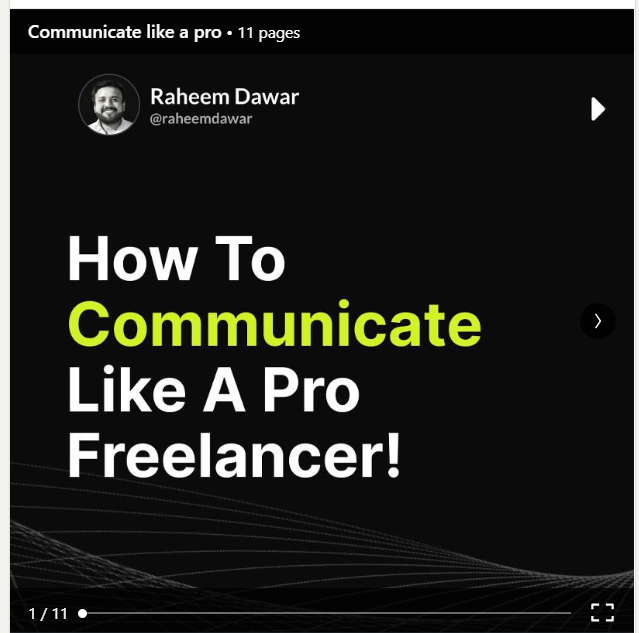 Communicate like a pro • 11 pages
Raheem Dawar
@raheemdawar
How To
Communicate
Like A Pro
Freelancer!
1 / 11